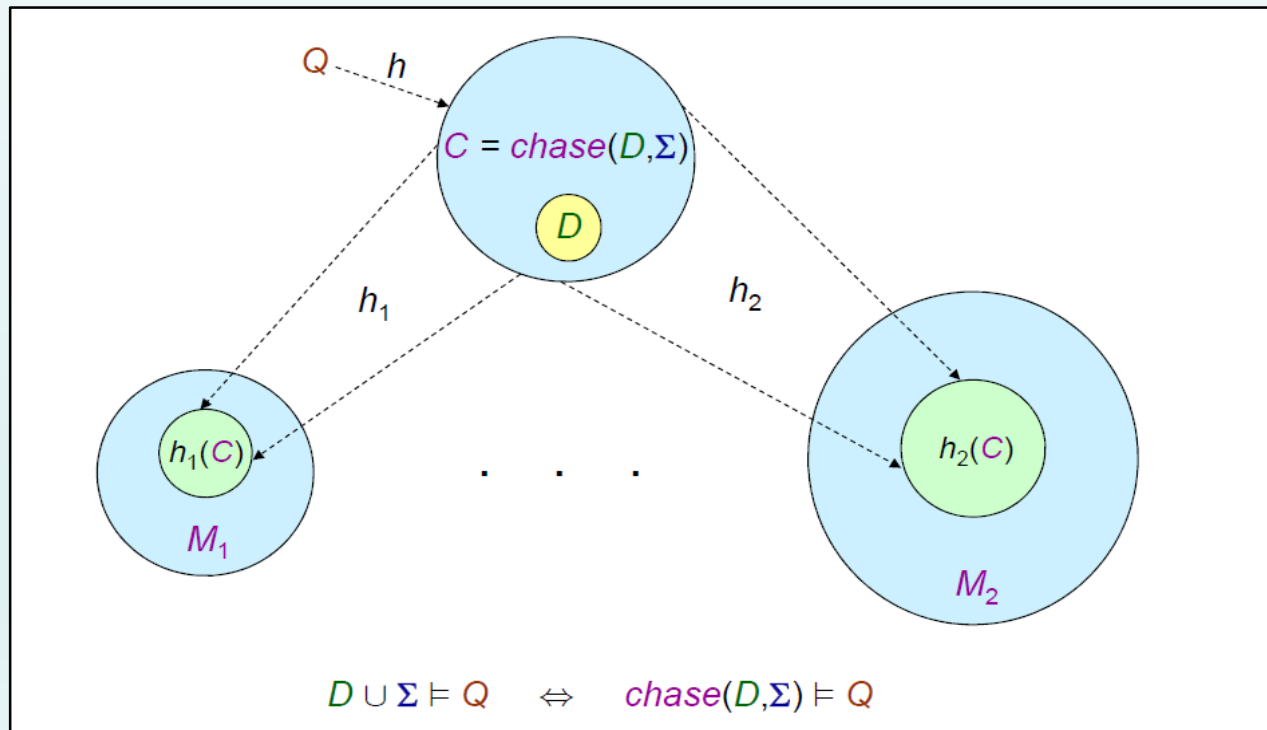 Q h
C = chase(D,Σ)
D
h₁ h₂
h₁(C) . . . h₂(C)
M₁
M₂
D ∪ Σ ⊨ Q ⇔ chase(D,Σ) ⊨ Q